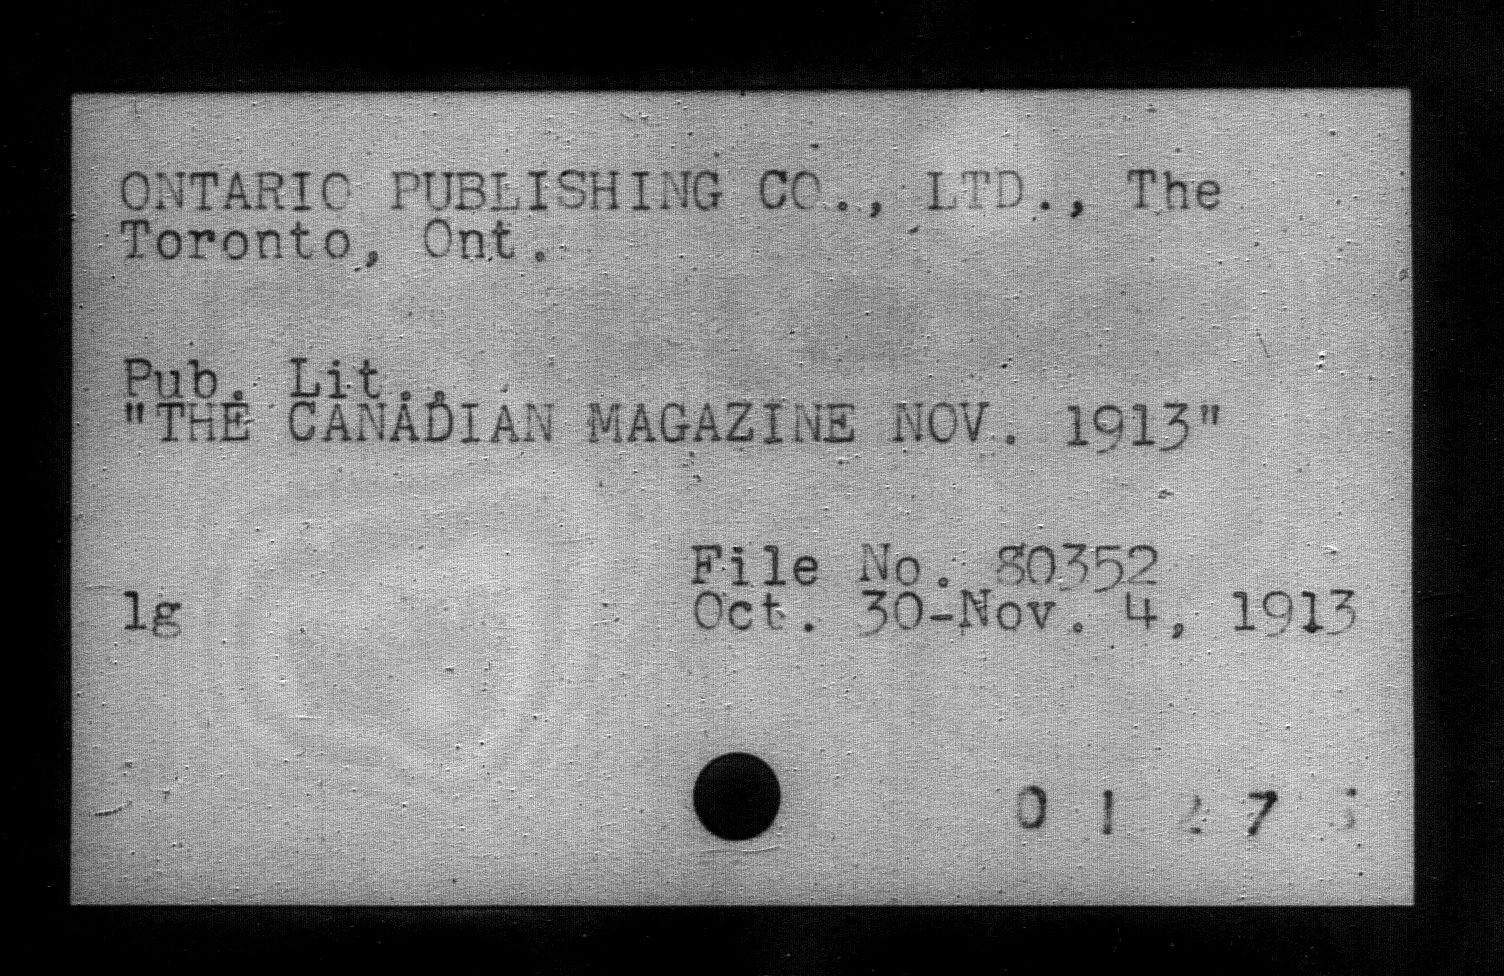 ONTARIO PUBLISHING CO., LTD., The
Toronto, Ont.
Pub. Lit..
"THE CANADIAN MAGAZINE NOV. 1913"
File No. 80352
lg Oct. 30-Nov. 4, 1913